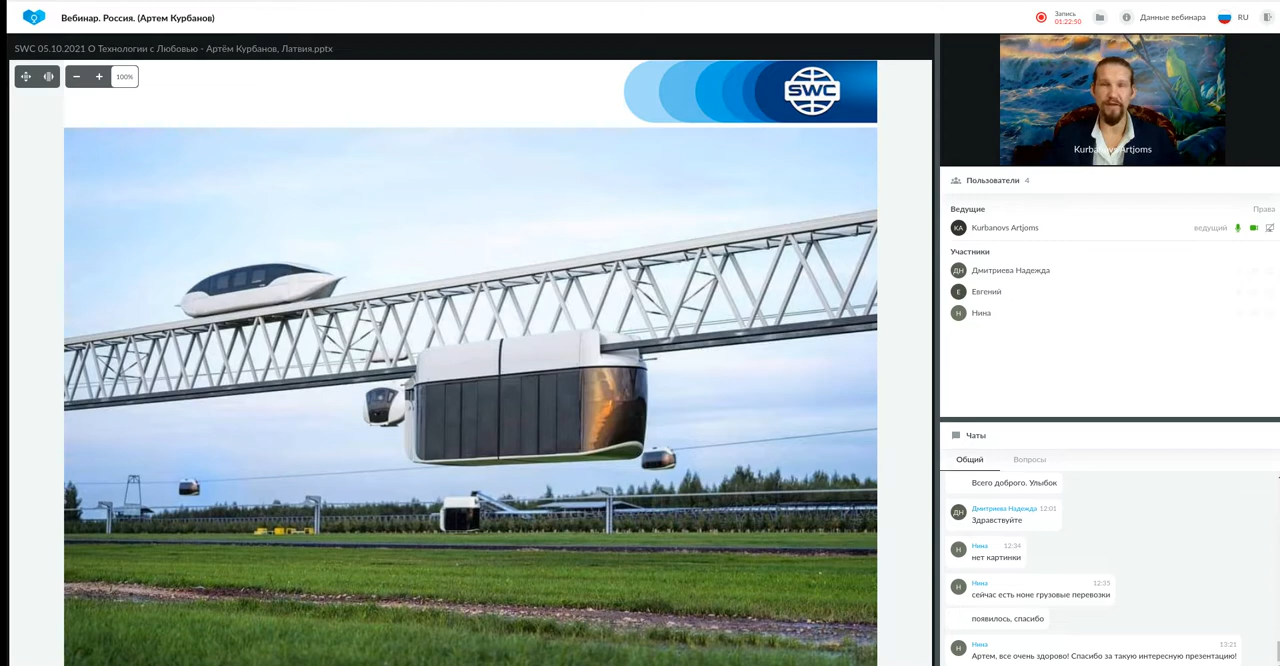 Вебинар. Россия. (Артем Курбанов)
Запись
01:22:50
Данные вебинара
RU
SWC 05.10.2021 О Технологии с Любовью - Артём Курбанов, Латвия.pptx
100%
SWC
Kurbanovs Artjoms
Пользователи 4
Ведущие Права
KA Kurbanovs Artjoms ведущий
Участники
ДН Дмитриева Надежда
Е Евгений
Н Нина
Чаты
Общий Вопросы
Всего доброго. Улыбок
ДН Дмитриева Надежда 12:01
Здравствуйте
Н Нина 12:34
нет картинки
Н Нина 12:35
сейчас есть ноне грузовые перевозки
появилось, спасибо
Н Нина 13:21
Артем, все очень здорово! Спасибо за такую интересную презентацию!